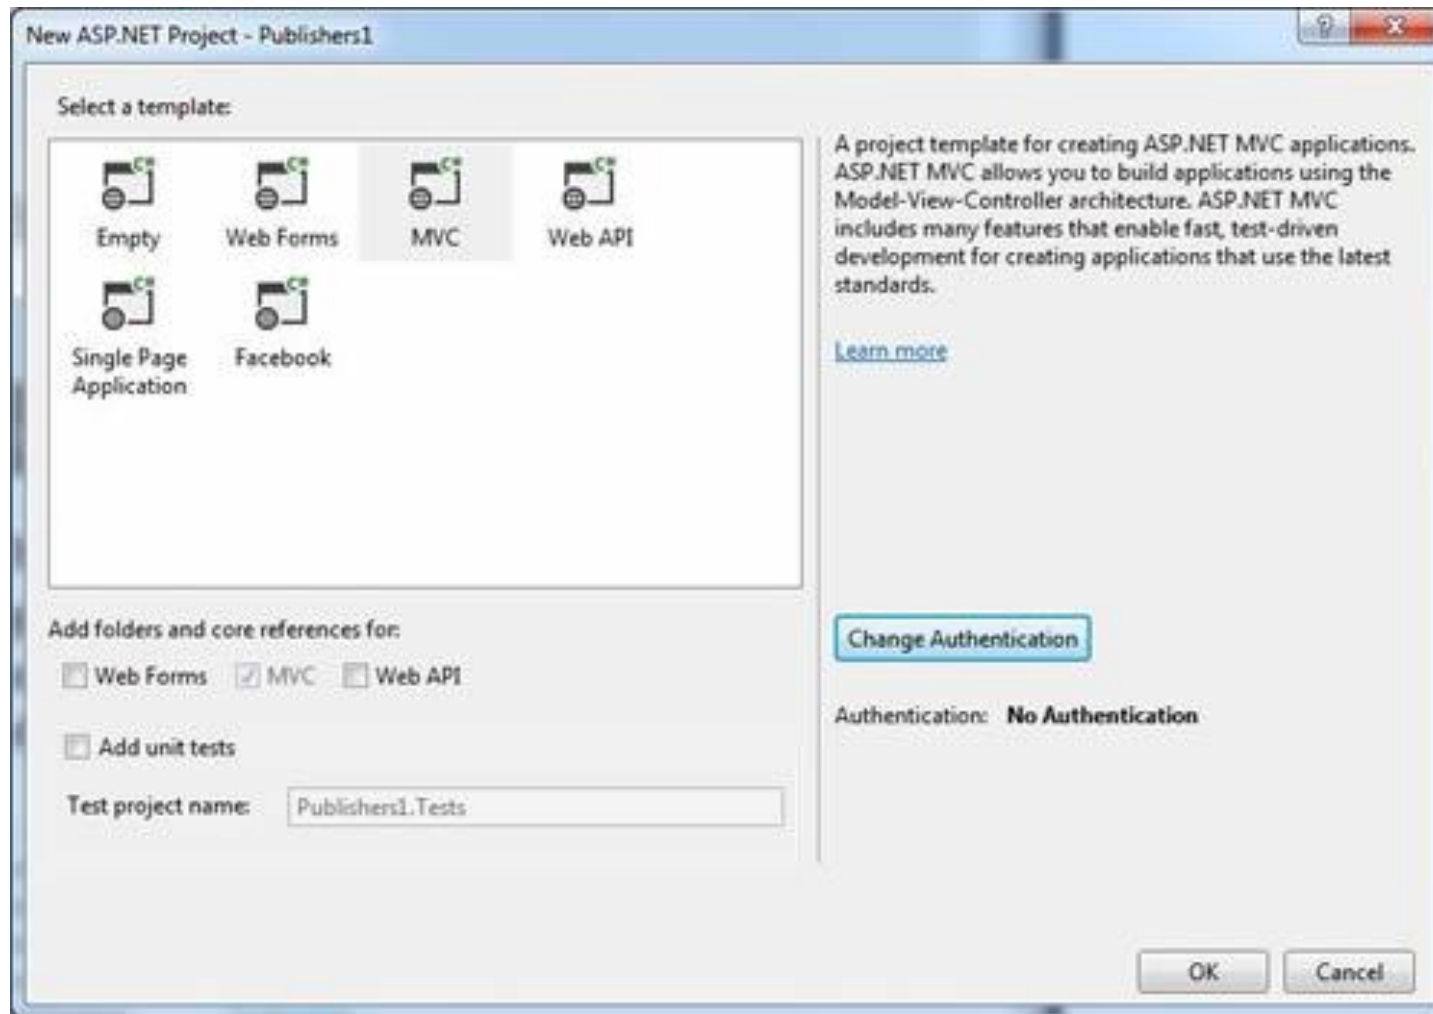 New ASP.NET Project - Publishers1
Select a template:
C#
C#
C#
C#
Empty
Web Forms
MVC
Web API
C#
C#
Single Page
Application
Facebook
A project template for creating ASP.NET MVC applications.
ASP.NET MVC allows you to build applications using the
Model-View-Controller architecture. ASP.NET MVC
includes many features that enable fast, test-driven
development for creating applications that use the latest
standards.
Learn more
Add folders and core references for:
Web Forms MVC Web API
Add unit tests
Test project name: Publishers1.Tests
Change Authentication
Authentication: No Authentication
OK Cancel